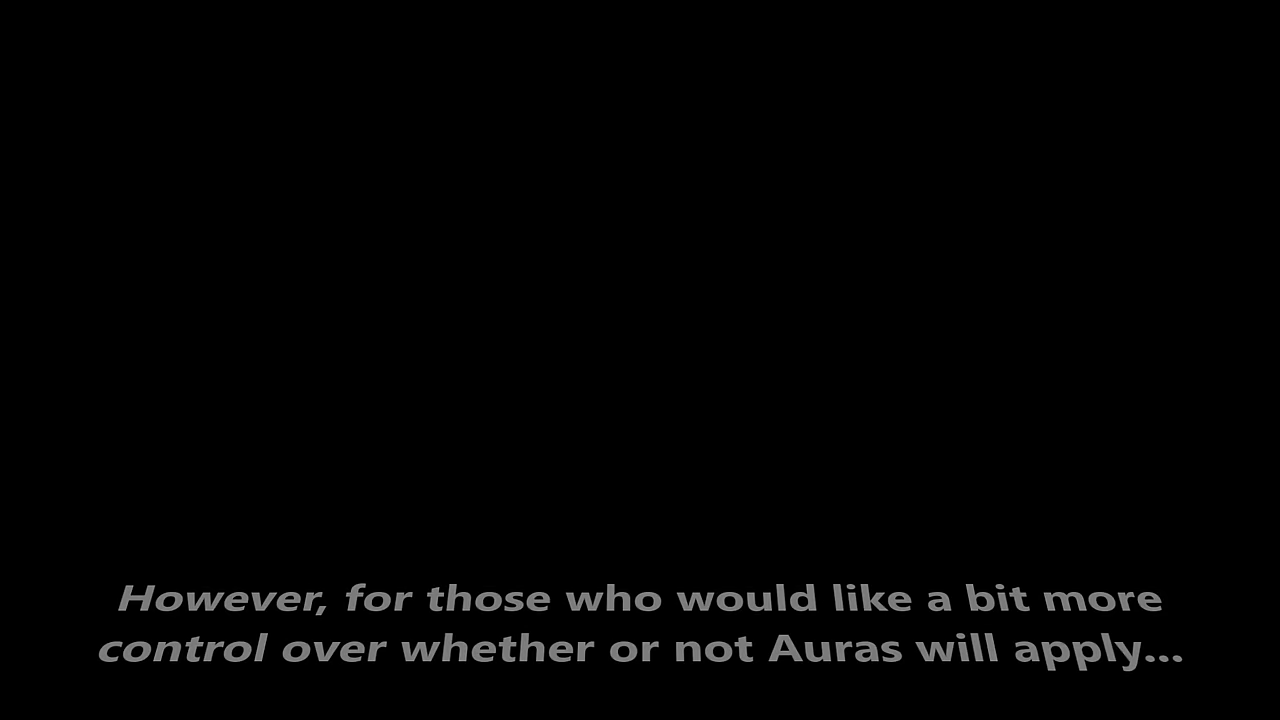 However, for those who would like a bit more
control over whether or not Auras will apply...